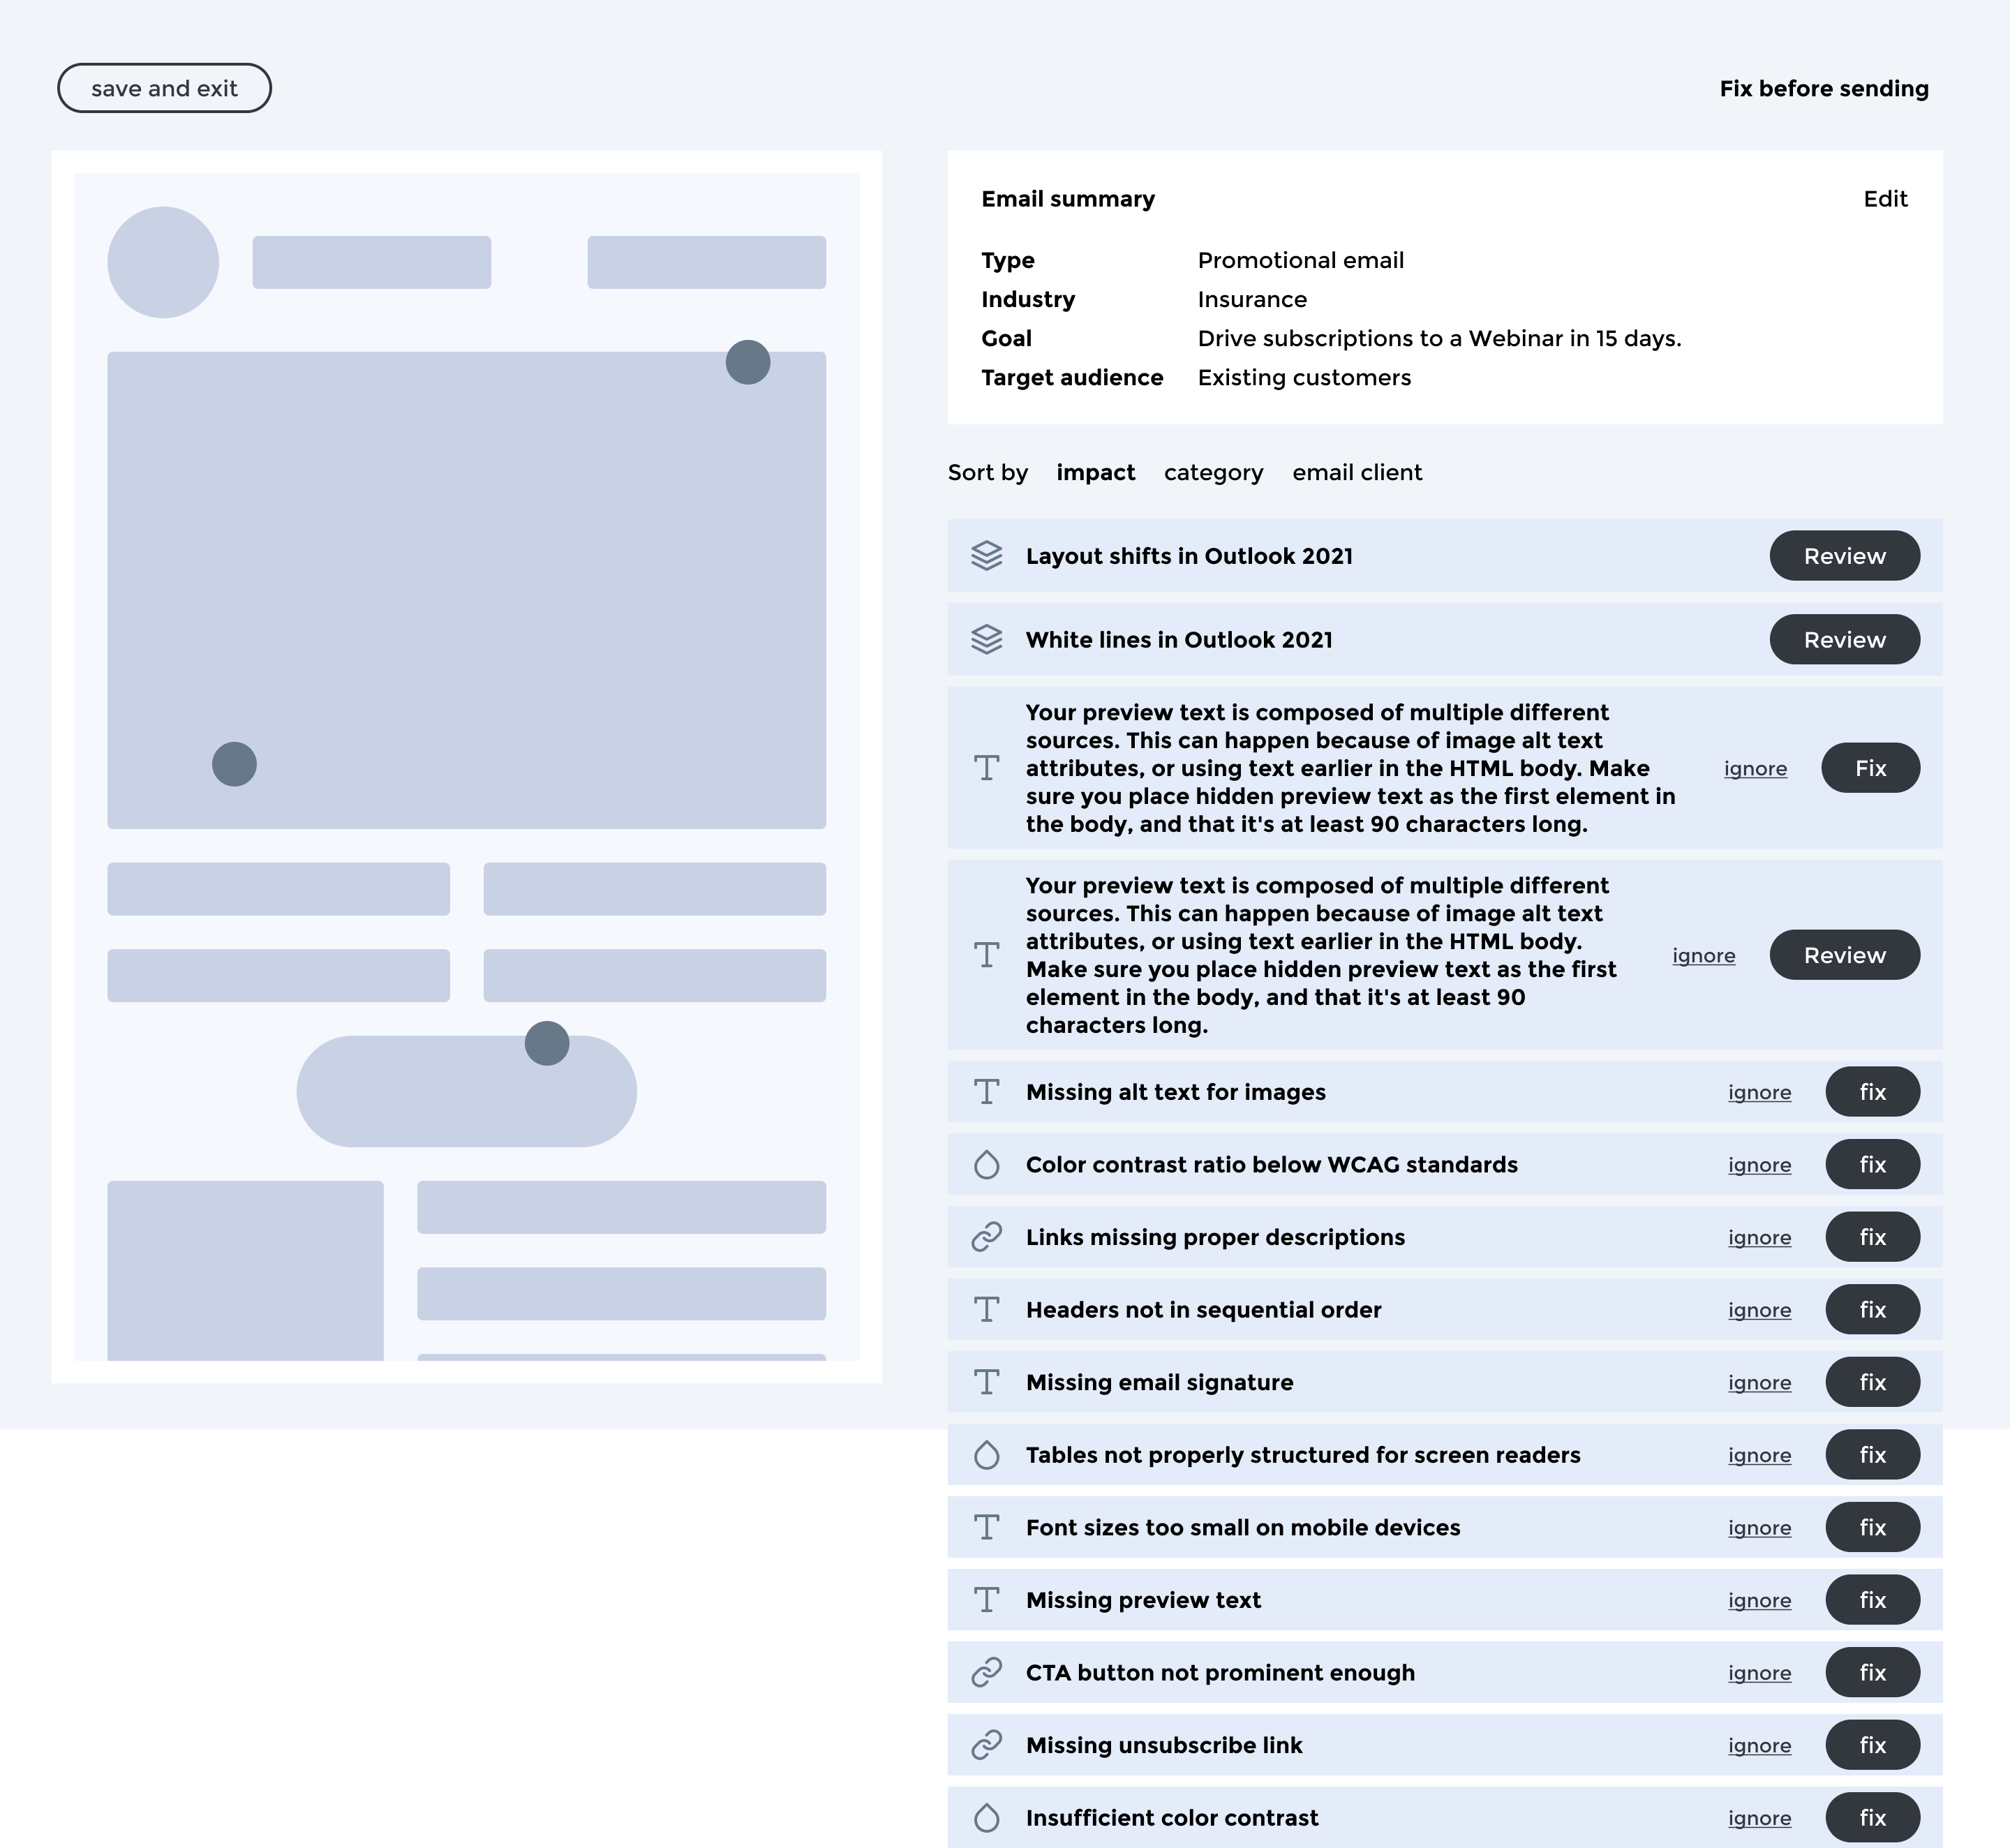 save and exit
Fix before sending
Email summary
Edit
Type Promotional email
Industry Insurance
Goal Drive subscriptions to a Webinar in 15 days.
Target audience Existing customers
Sort by impact category email client
Layout shifts in Outlook 2021 Review
White lines in Outlook 2021 Review
Your preview text is composed of multiple different
sources. This can happen because of image alt text
attributes, or using text earlier in the HTML body. Make
sure you place hidden preview text as the first element in
the body, and that it's at least 90 characters long.
ignore Fix
Your preview text is composed of multiple different
sources. This can happen because of image alt text
attributes, or using text earlier in the HTML body.
Make sure you place hidden preview text as the first
element in the body, and that it's at least 90
characters long.
ignore Review
Missing alt text for images ignore fix
Color contrast ratio below WCAG standards ignore fix
Links missing proper descriptions ignore fix
Headers not in sequential order ignore fix
Missing email signature ignore fix
Tables not properly structured for screen readers ignore fix
Font sizes too small on mobile devices ignore fix
Missing preview text ignore fix
CTA button not prominent enough ignore fix
Missing unsubscribe link ignore fix
Insufficient color contrast ignore fix